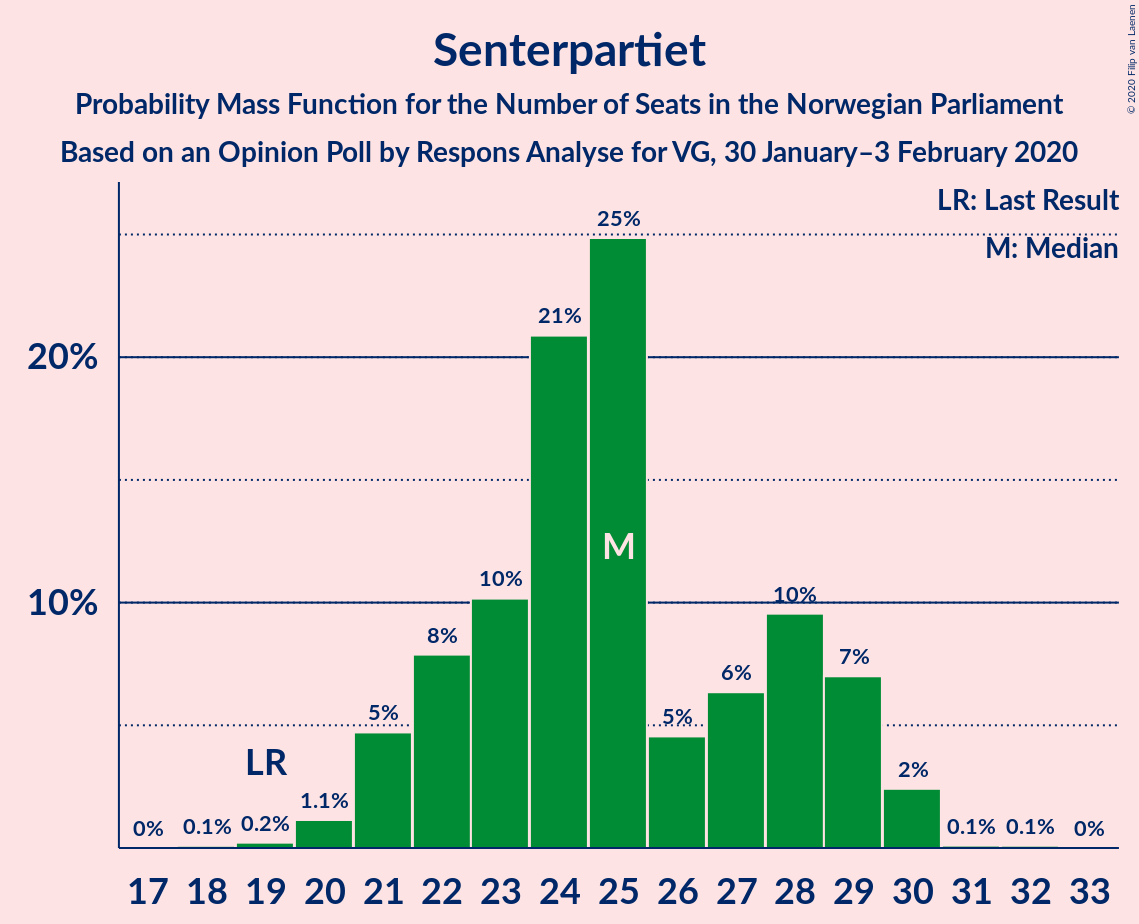 Senterpartiet
Probability Mass Function for the Number of Seats in the Norwegian Parliament
Based on an Opinion Poll by Respons Analyse for VG, 30 January–3 February 2020
© 2020 Filip van Laenen
LR: Last Result
M: Median
20%
10%
0%
0.1%
0.2%
1.1%
5%
8%
10%
21%
25%
5%
6%
10%
7%
2%
0.1%
0.1%
0%
LR
M
17 18 19 20 21 22 23 24 25 26 27 28 29 30 31 32 33